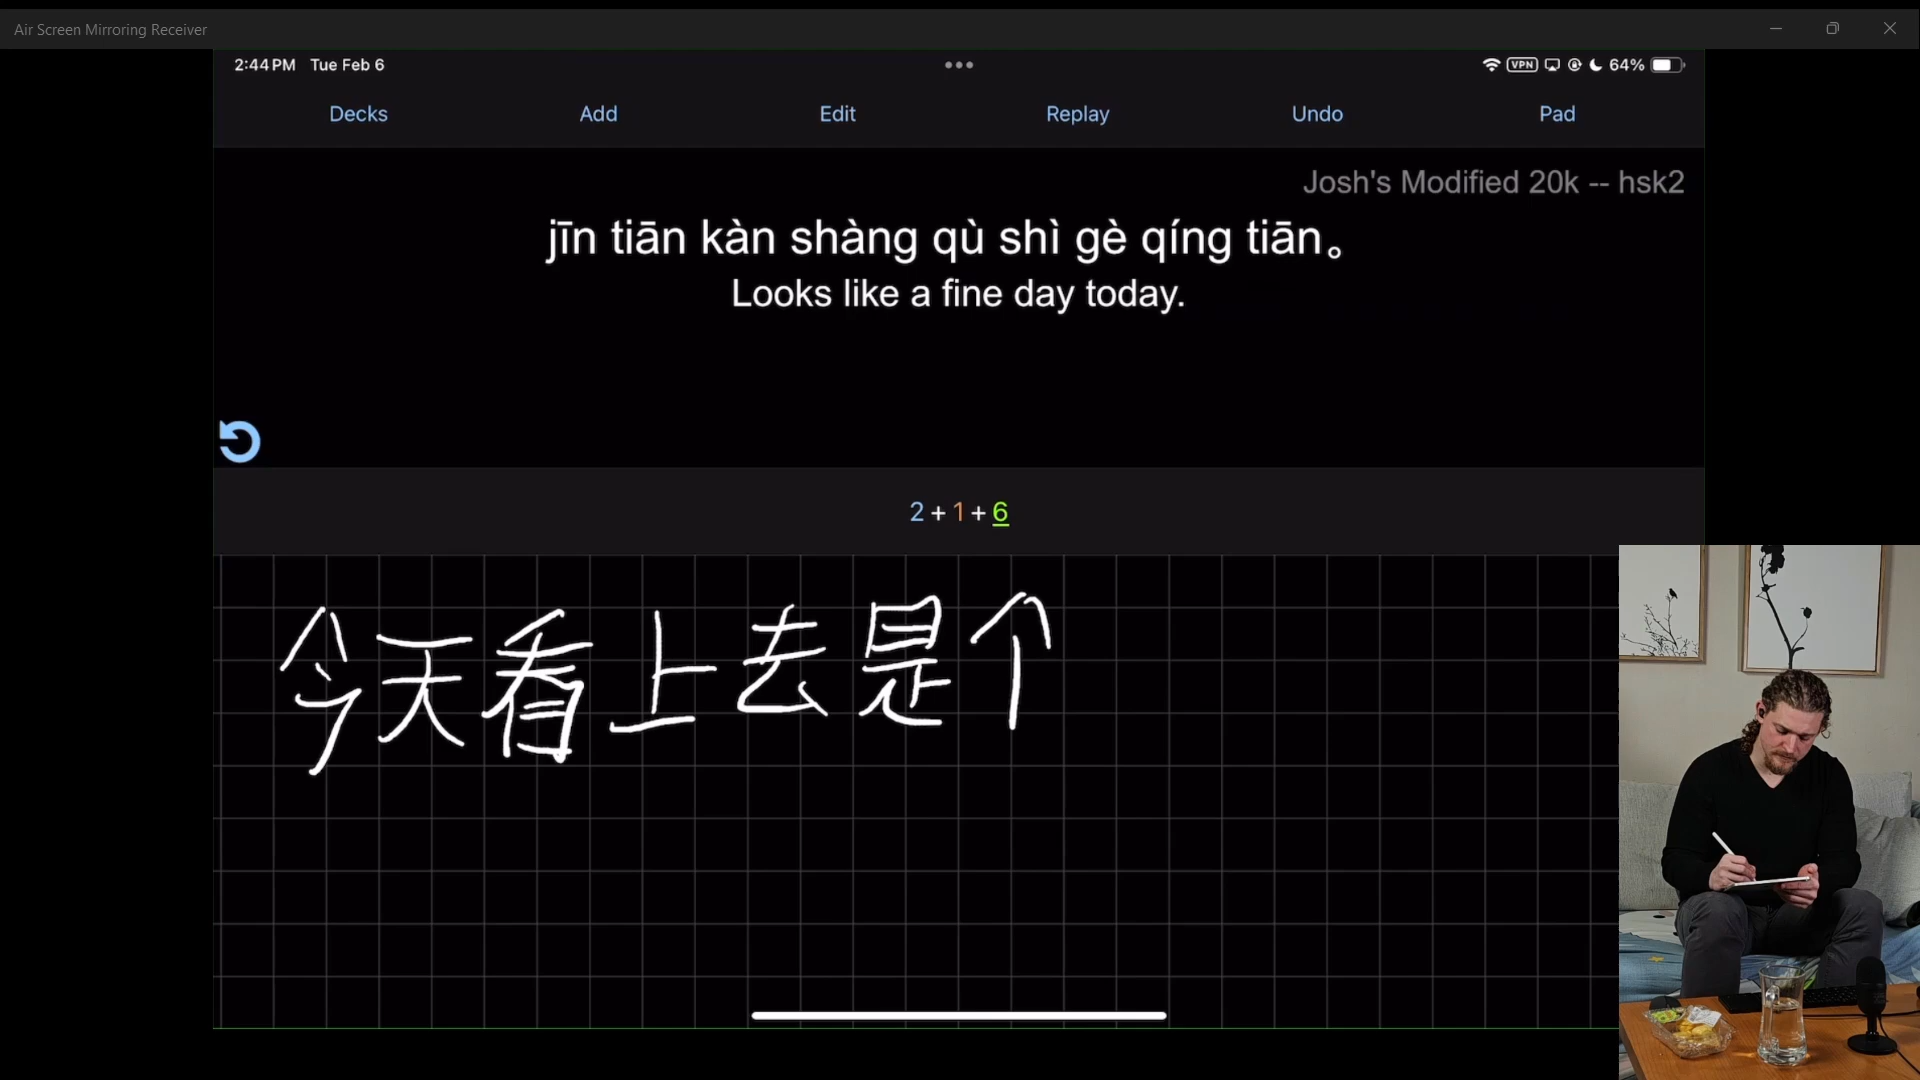 Air Screen Mirroring Receiver
2:44 PM Tue Feb 6
VPN 64%
Decks Add Edit Replay Undo Pad
Josh's Modified 20k -- hsk2
jīn tiān kàn shàng qù shì gè qíng tiān。
Looks like a fine day today.
2 + 1 + 6
今天看上去是个